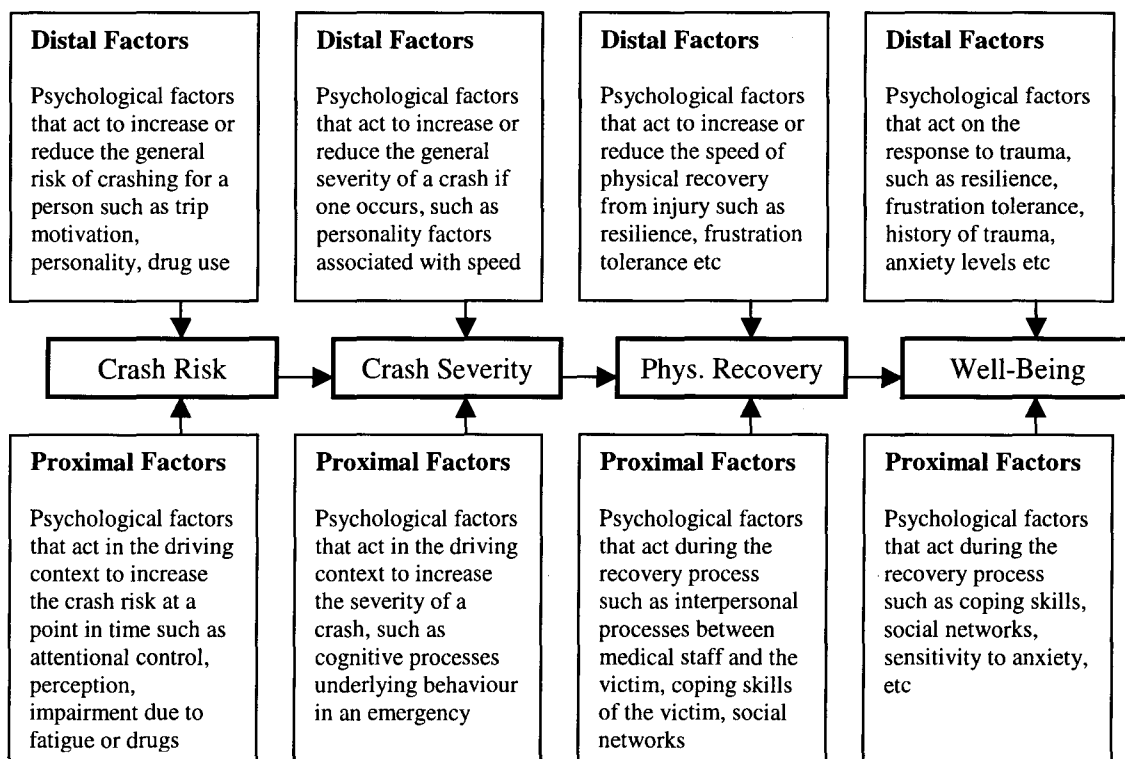 Distal Factors
Psychological factors
that act to increase or
reduce the general
risk of crashing for a
person such as trip
motivation,
personality, drug use
Distal Factors
Psychological factors
that act to increase or
reduce the general
severity of a crash if
one occurs, such as
personality factors
associated with speed
Distal Factors
Psychological factors
that act to increase or
reduce the speed of
physical recovery
from injury such as
resilience, frustration
tolerance etc
Distal Factors
Psychological factors
that act on the
response to trauma,
such as resilience,
frustration tolerance,
history of trauma,
anxiety levels etc
Crash Risk
Crash Severity
Phys. Recovery
Well-Being
Proximal Factors
Psychological factors
that act in the driving
context to increase
the crash risk at a
point in time such as
attentional control,
perception,
impairment due to
fatigue or drugs
Proximal Factors
Psychological factors
that act in the driving
context to increase
the severity of a
crash, such as
cognitive processes
underlying behaviour
in an emergency
Proximal Factors
Psychological factors
that act during the
recovery process
such as interpersonal
processes between
medical staff and the
victim, coping skills
of the victim, social
networks
Proximal Factors
Psychological factors
that act during the
recovery process
such as coping skills,
social networks,
sensitivity to anxiety,
etc